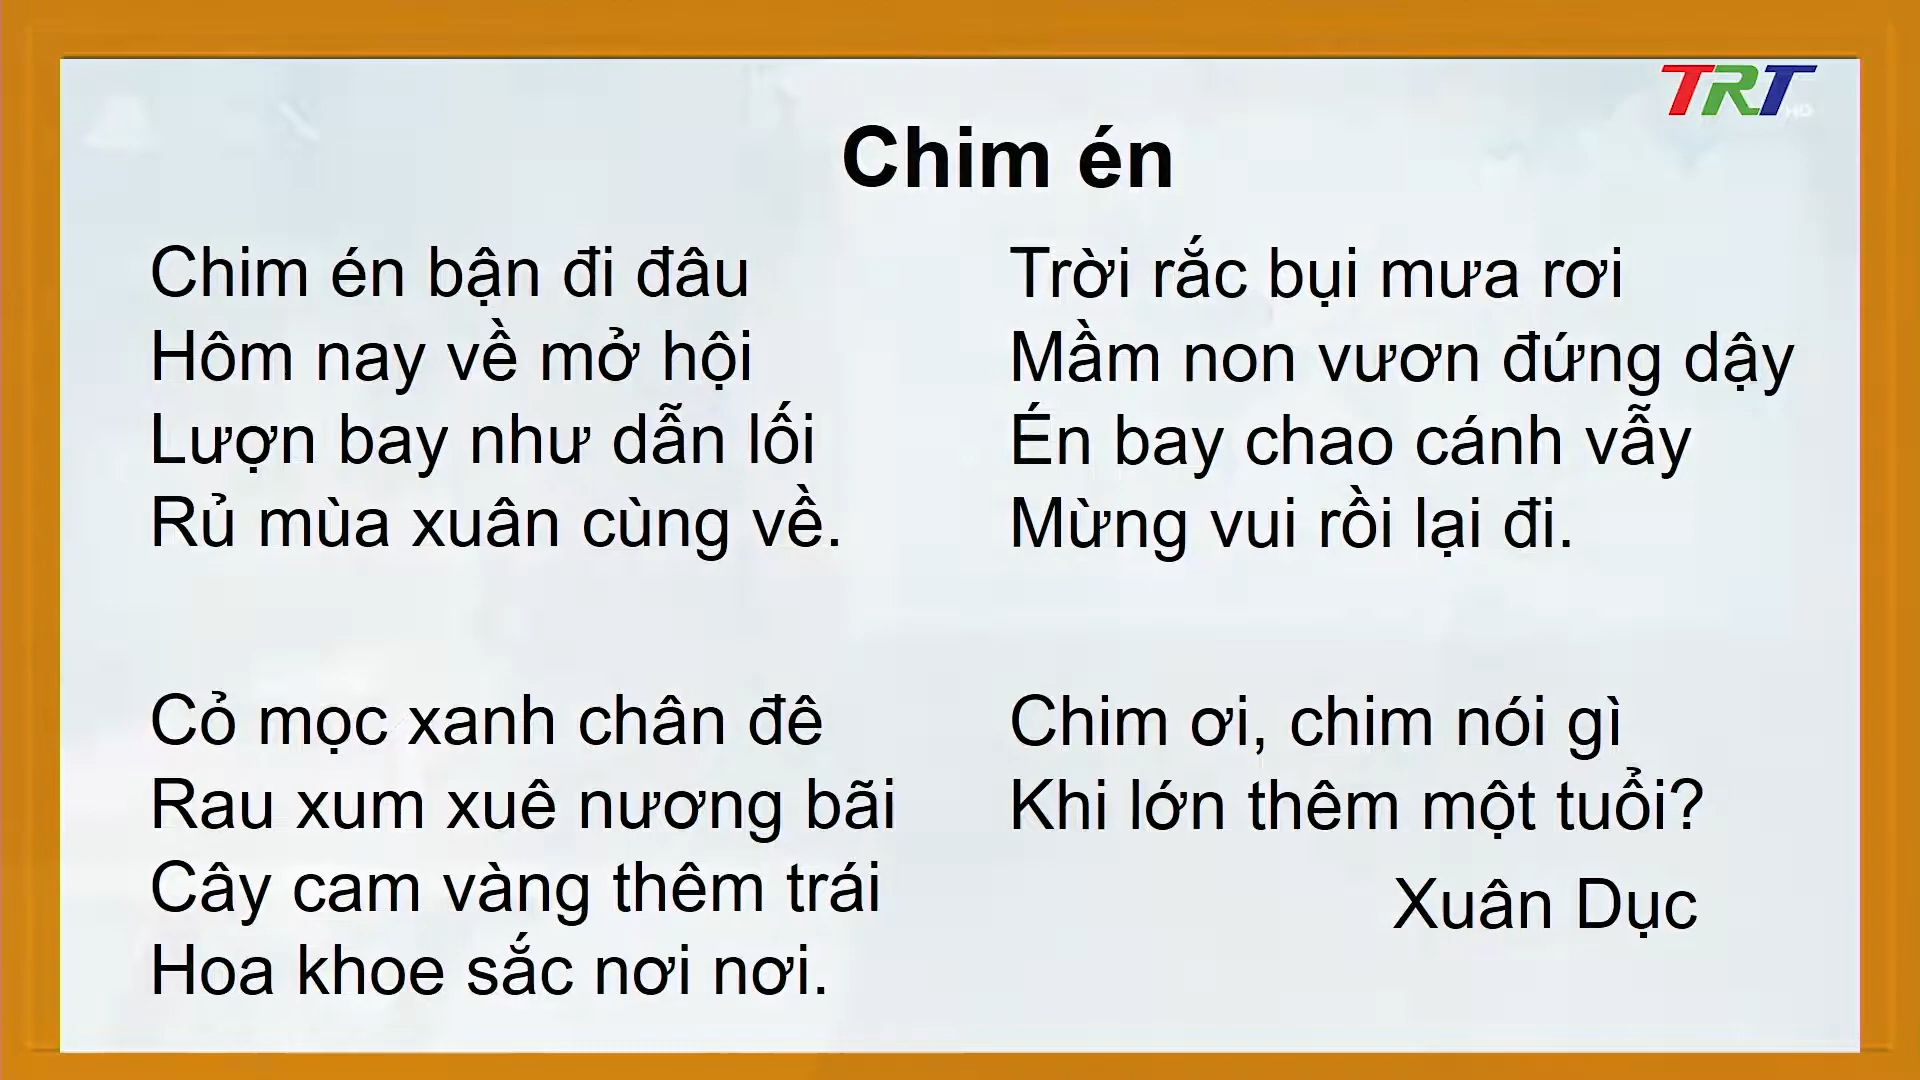 TRT HD
Chim én
Chim én bận đi đâu
Hôm nay về mở hội
Lượn bay như dẫn lối
Rủ mùa xuân cùng về.
Cỏ mọc xanh chân đê
Rau xum xuê nương bãi
Cây cam vàng thêm trái
Hoa khoe sắc nơi nơi.
Trời rắc bụi mưa rơi
Mầm non vươn đứng dậy
Én bay chao cánh vẫy
Mừng vui rồi lại đi.
Chim ơi, chim nói gì
Khi lớn thêm một tuổi?
Xuân Dục